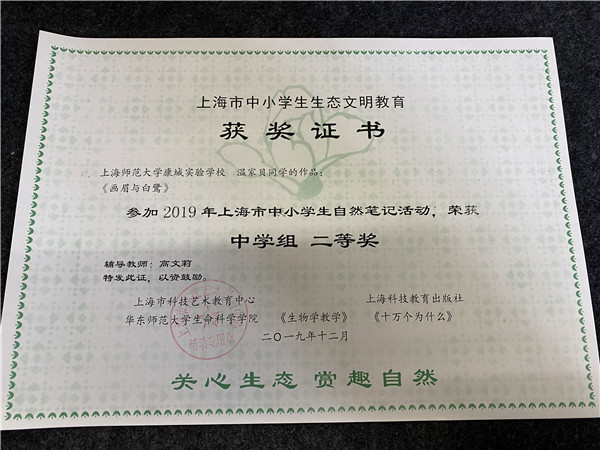 上海市中小学生生态文明教育
获奖证书
上海师范大学康城实验学校 温家贝同学的作品：
《画眉与白鹭》
参加2019年上海市中小学生自然笔记活动，荣获
中学组 二等奖
辅导教师：高文莉
特发此证，以资鼓励。
上海市科技艺术教育中心 上海科技教育出版社
华东师范大学生命科学学院 《生物学教学》 《十万个为什么》
二〇一九年十二月
关心生态 赏趣自然